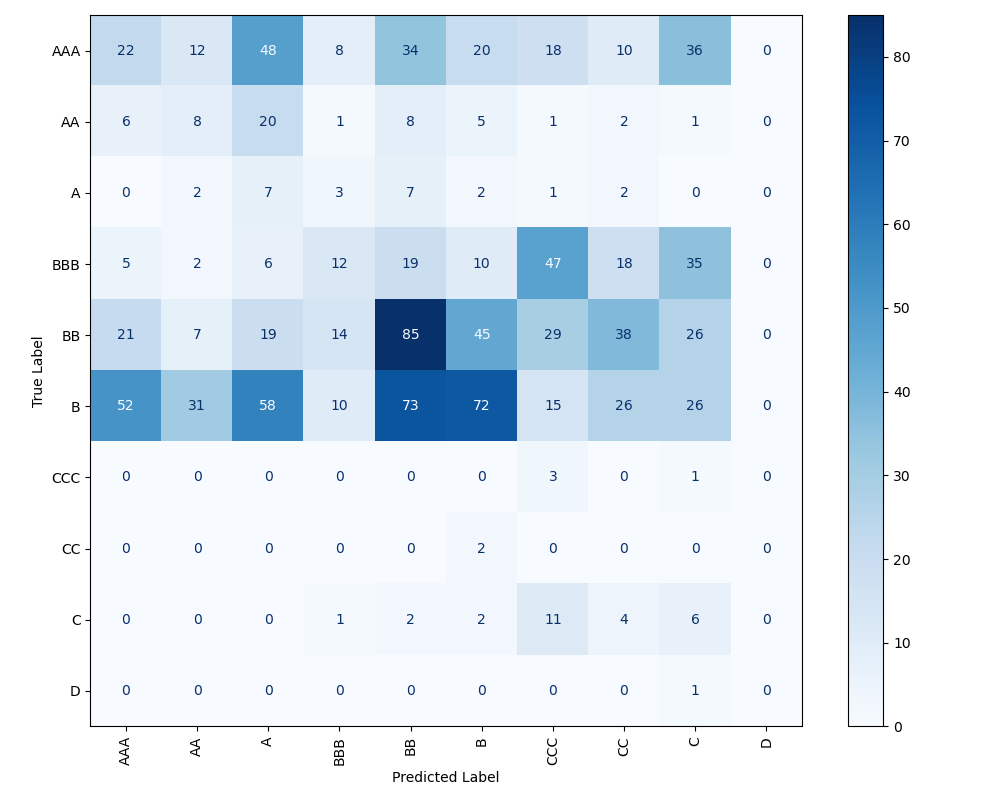 AAA 22 12 48 8 34 20 18 10 36 0
AA 6 8 20 1 8 5 1 2 1 0
A 0 2 7 3 7 2 1 2 0 0
BBB 5 2 6 12 19 10 47 18 35 0
BB 21 7 19 14 85 45 29 38 26 0
B 52 31 58 10 73 72 15 26 26 0
CCC 0 0 0 0 0 0 3 0 1 0
CC 0 0 0 0 0 2 0 0 0 0
C 0 0 0 1 2 2 11 4 6 0
D 0 0 0 0 0 0 0 0 1 0
True Label
AAA AA A BBB BB B CCC CC C D
Predicted Label
80
70
60
50
40
30
20
10
0